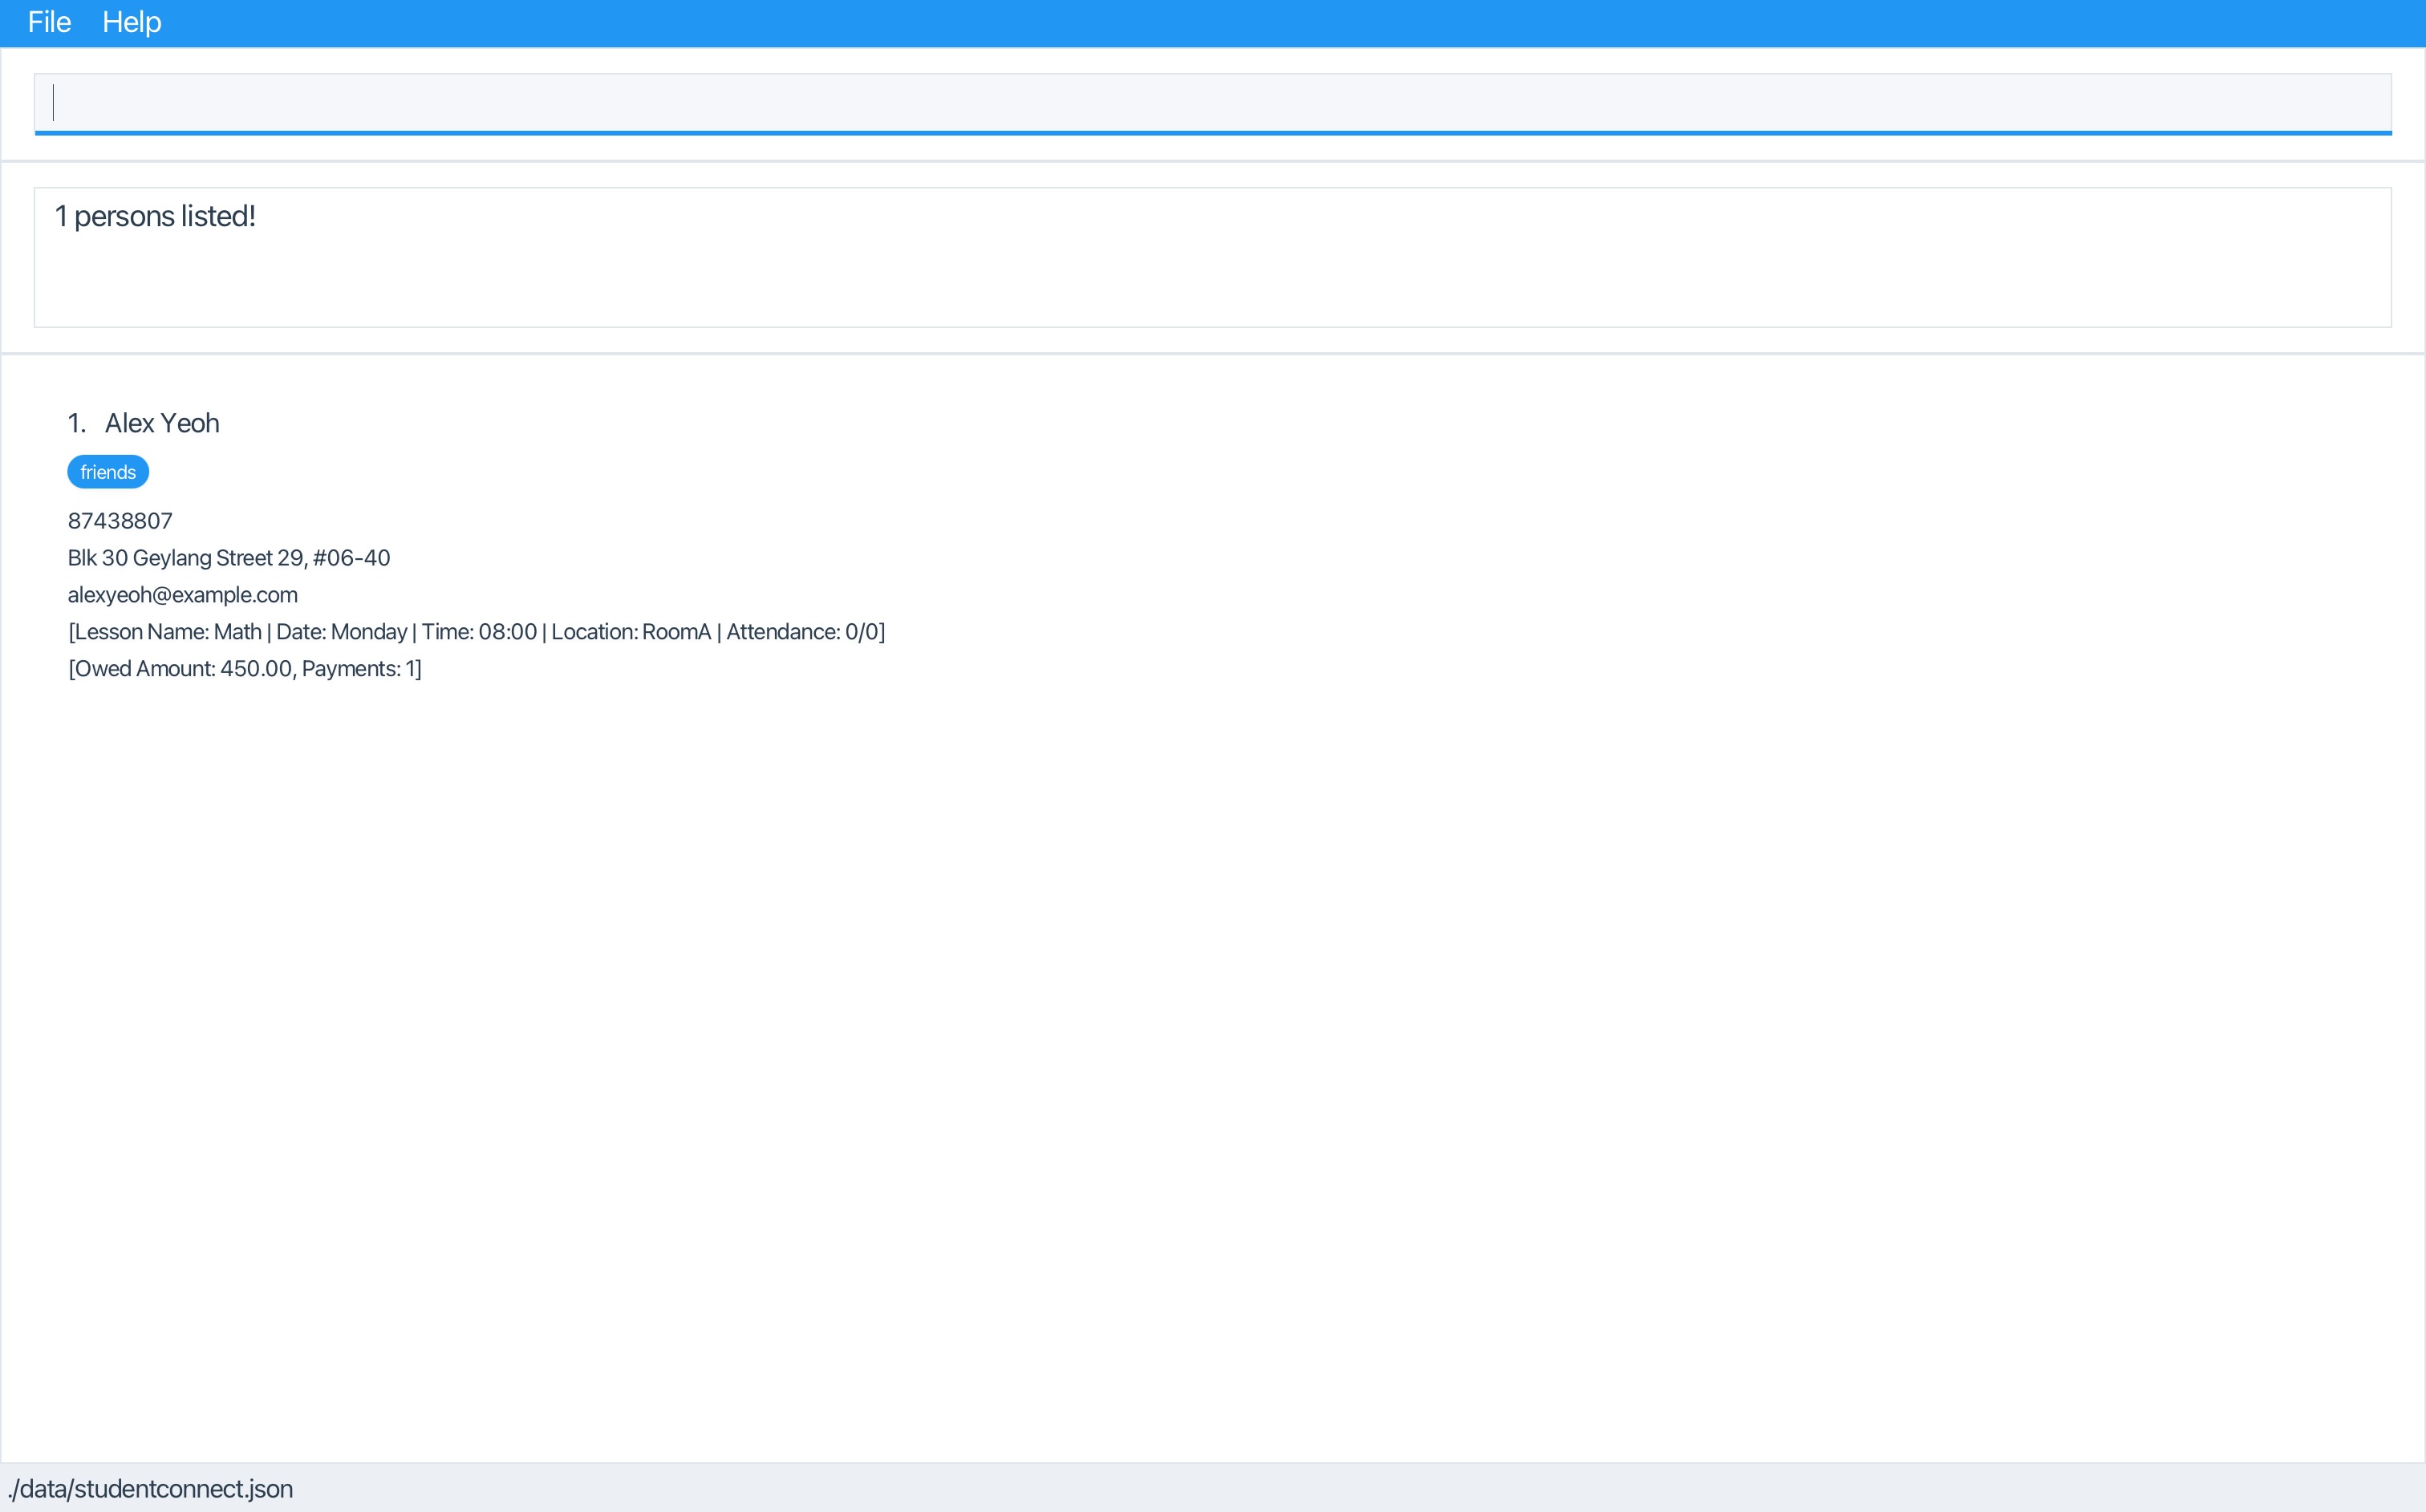 File Help
1 persons listed!
1. Alex Yeoh
friends
87438807
Blk 30 Geylang Street 29, #06-40
alexyeoh@example.com
[Lesson Name: Math | Date: Monday | Time: 08:00 | Location: RoomA | Attendance: 0/0]
[Owed Amount: 450.00, Payments: 1]
./data/studentconnect.json